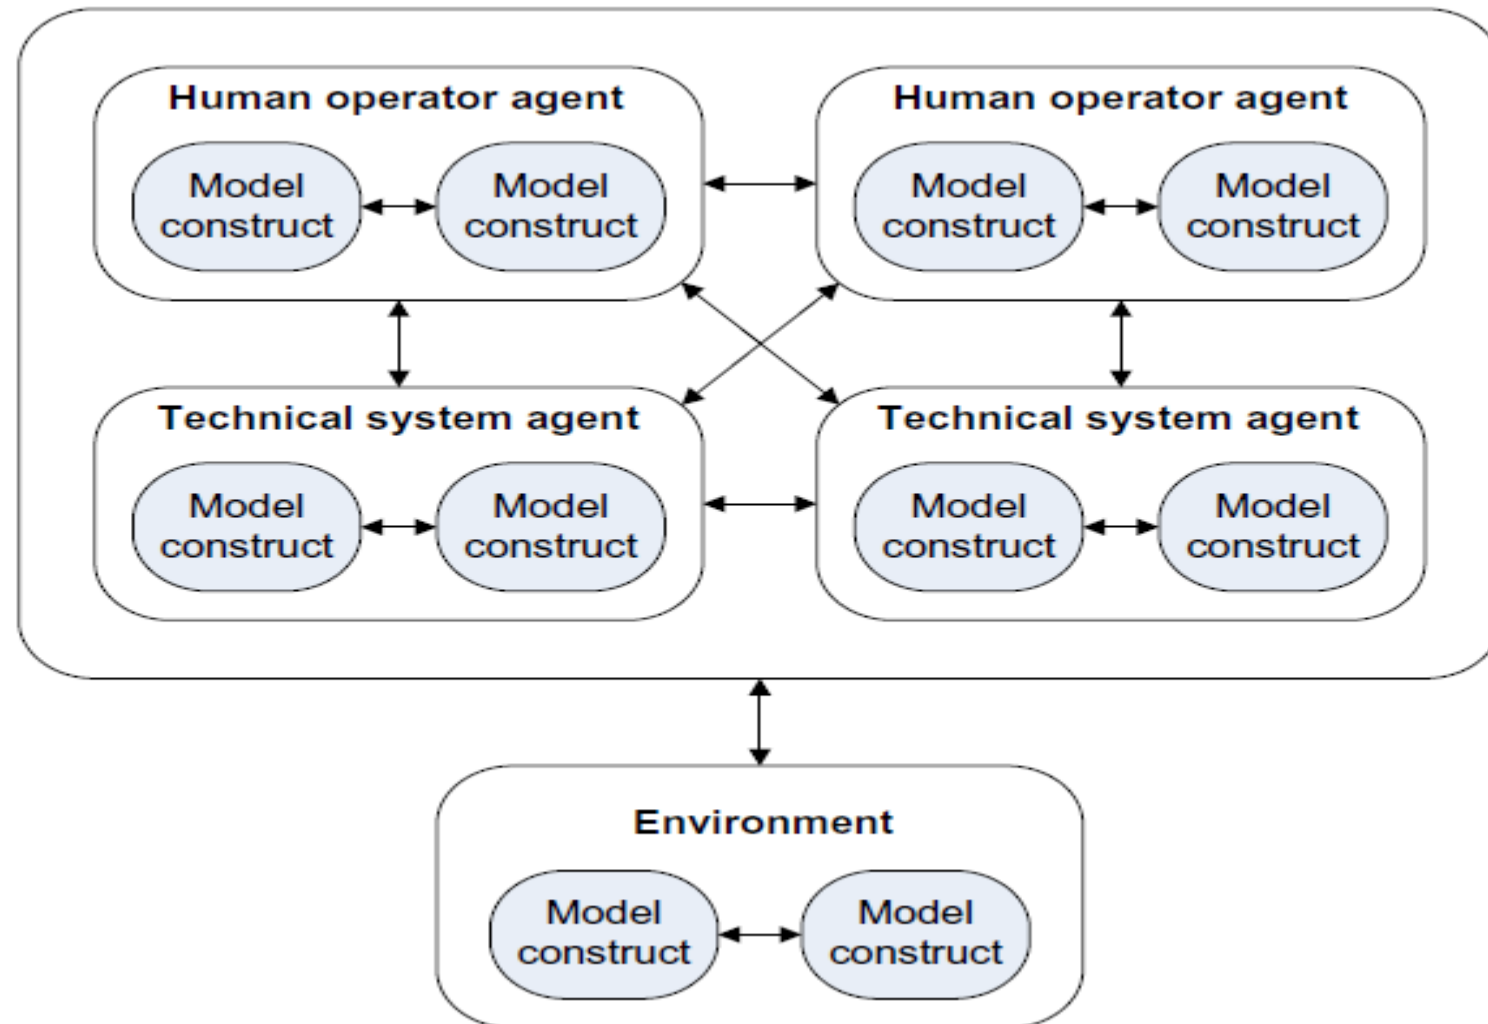 Human operator agent
Human operator agent
Model
construct
Model
construct
Model
construct
Model
construct
Technical system agent
Technical system agent
Model
construct
Model
construct
Model
construct
Model
construct
Environment
Model
construct
Model
construct